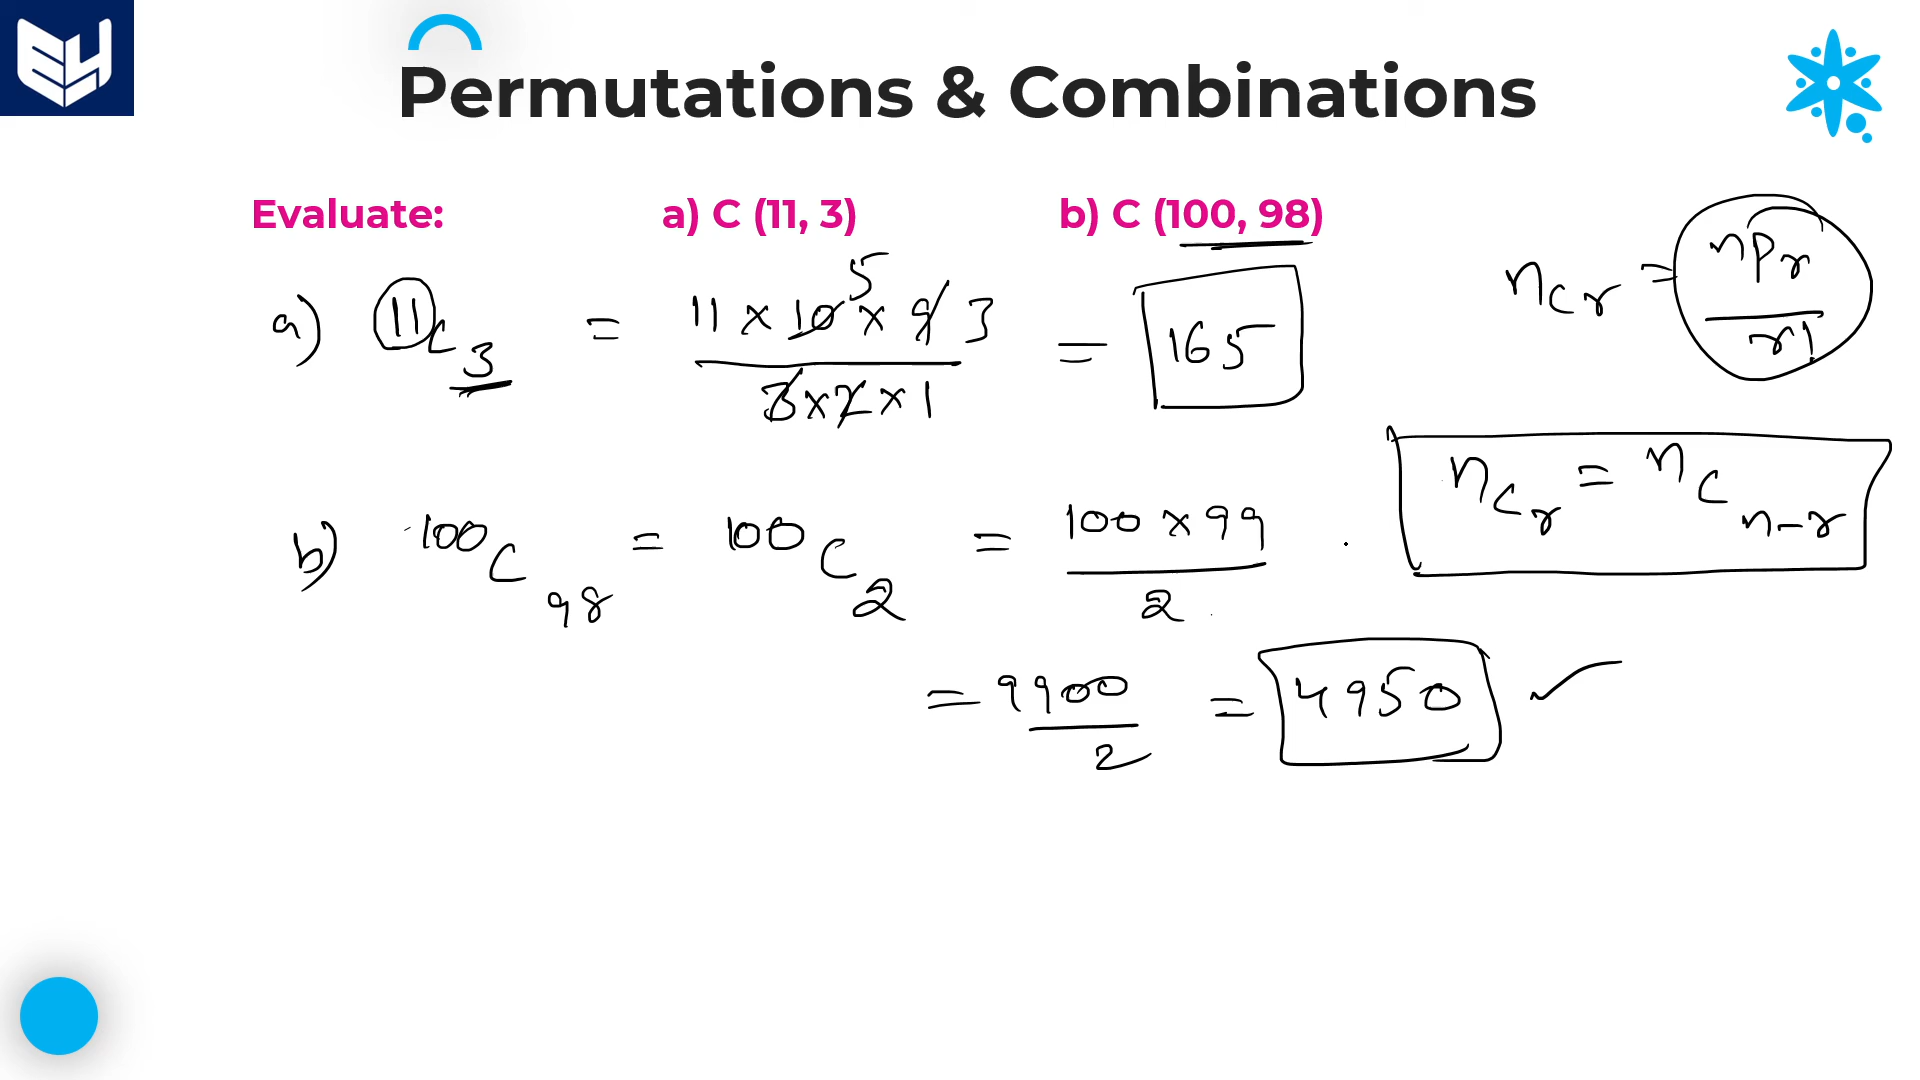 EY
Permutations & Combinations
Evaluate: a) C (11, 3) b) C (100, 98)
nCr = nPr / r!
a) 11C3 = 11 x 10 5 x 9 3 / 3 x 2 x 1 = 165
nCr = nCn-r
b) 100C98 = 100C2 = 100 x 99 / 2
= 9900 / 2 = 4950 ✓